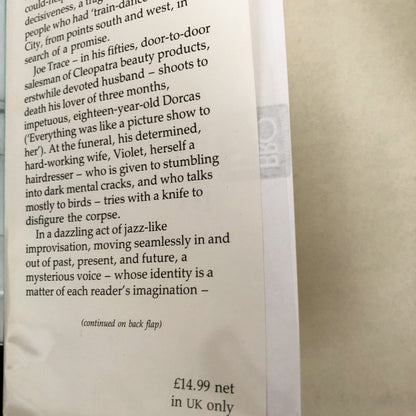 could-help
decisiveness, a frag
people who had 'train-danced
City, from points south and west, in
search of a promise.
Joe Trace – in his fifties, door-to-door
salesman of Cleopatra beauty products,
erstwhile devoted husband – shoots to
death his lover of three months,
impetuous, eighteen-year-old Dorcas
('Everything was like a picture show to
her'). At the funeral, his determined,
hard-working wife, Violet, herself a
hairdresser – who is given to stumbling
into dark mental cracks, and who talks
mostly to birds – tries with a knife to
disfigure the corpse.
In a dazzling act of jazz-like
improvisation, moving seamlessly in and
out of past, present, and future, a
mysterious voice – whose identity is a
matter of each reader's imagination –
(continued on back flap)
£14.99 net
in UK only